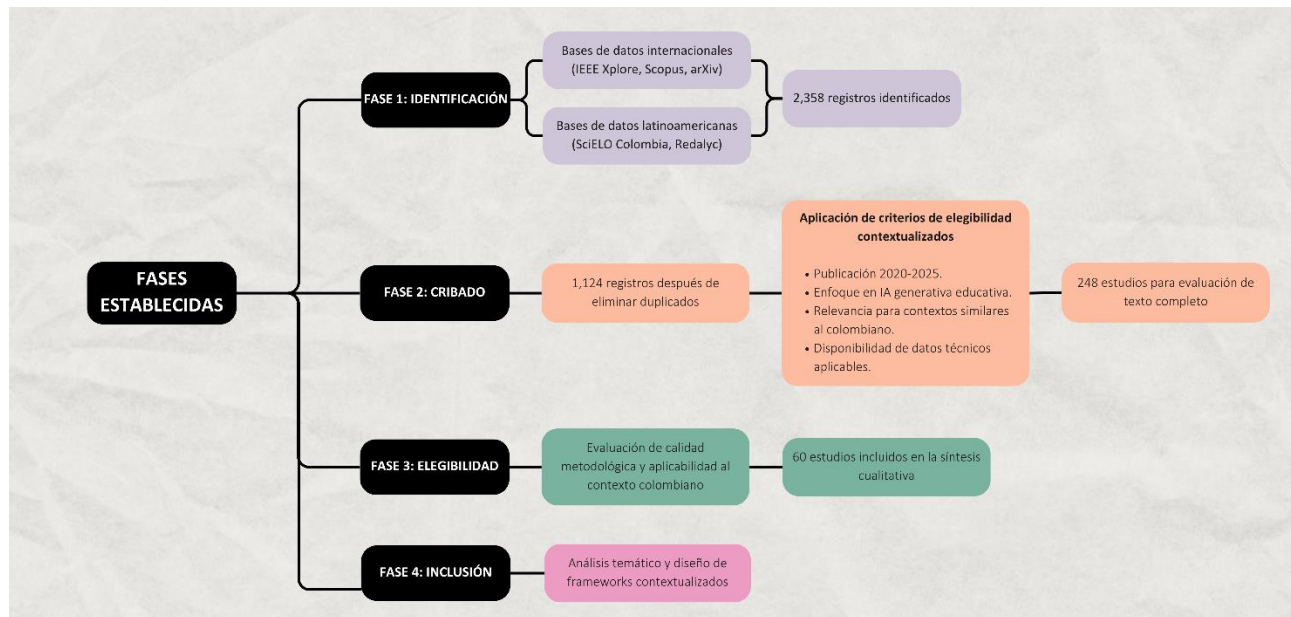 FASES
ESTABLECIDAS
FASE 1: IDENTIFICACIÓN
Bases de datos internacionales
(IEEE Xplore, Scopus, arXiv)
Bases de datos latinoamericanas
(SciELO Colombia, Redalyc)
2,358 registros identificados
FASE 2: CRIBADO
1,124 registros después de
eliminar duplicados
Aplicación de criterios de elegibilidad
contextualizados
• Publicación 2020-2025.
• Enfoque en IA generativa educativa.
• Relevancia para contextos similares
al colombiano.
• Disponibilidad de datos técnicos
aplicables.
248 estudios para evaluación de
texto completo
FASE 3: ELEGIBILIDAD
Evaluación de calidad
metodológica y aplicabilidad al
contexto colombiano
60 estudios incluidos en la síntesis
cualitativa
FASE 4: INCLUSIÓN
Análisis temático y diseño de
frameworks contextualizados